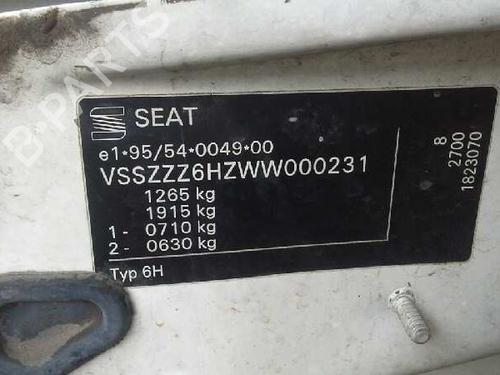 B-PARTS
SEAT
e1*95/54*0049*00
VSSZZZ6HZWW000231
1265 kg
1915 kg
1- 0710 kg
2- 0630 kg
Typ 6H
8
2700
1823070